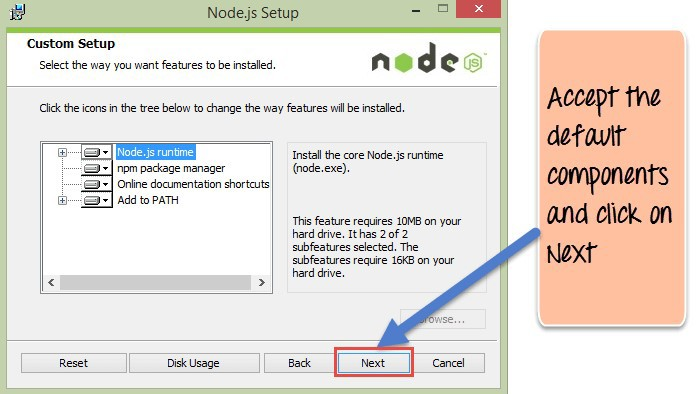 Node.js Setup
Custom Setup
Select the way you want features to be installed.
node
JS
Click the icons in the tree below to change the way features will be installed.
Node.js runtime
npm package manager
Online documentation shortcuts
Add to PATH
Install the core Node.js runtime
(node.exe).
This feature requires 10MB on your
hard drive. It has 2 of 2
subfeatures selected. The
subfeatures require 16KB on your
hard drive.
Reset
Disk Usage
Back
Next
Cancel
Accept the
default
components
and click on
Next